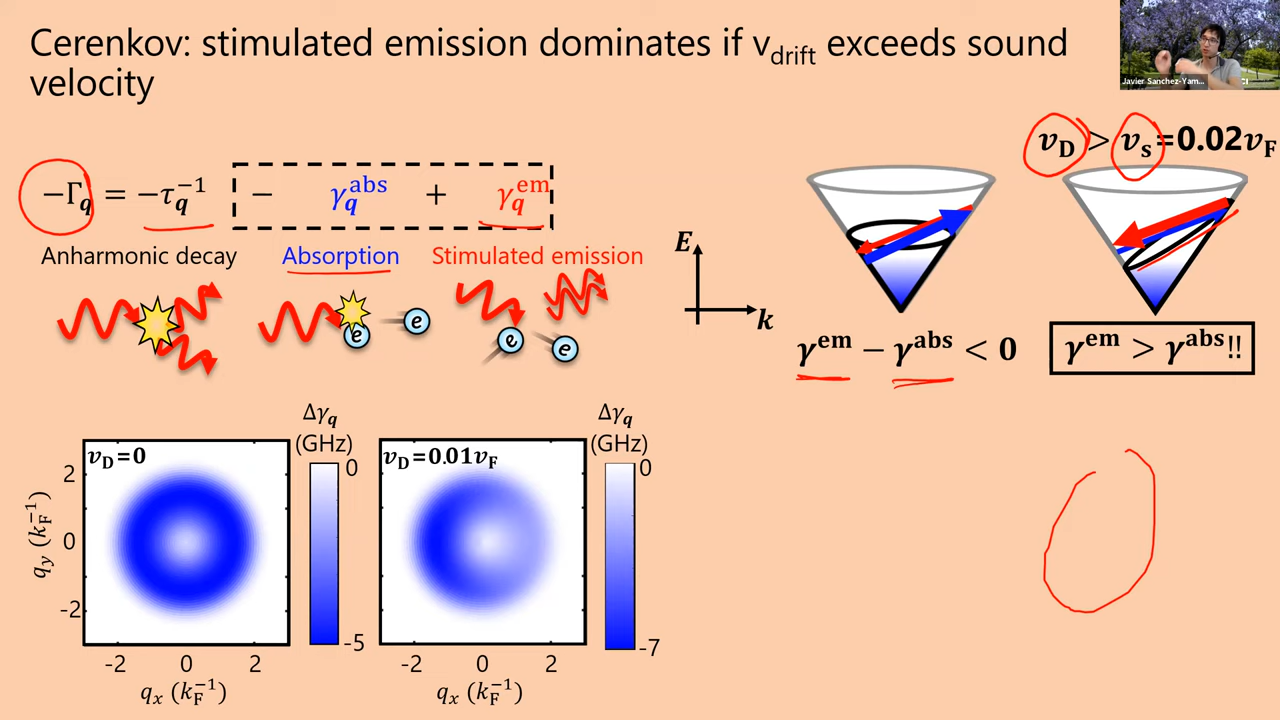 Cerenkov: stimulated emission dominates if v_drift exceeds sound
velocity
Javier Sanchez-Yam...
v_D > v_s=0.02v_F
−Γ_q = −τ_q^{−1} − γ_q^{abs} + γ_q^{em}
Anharmonic decay Absorption Stimulated emission
e e e e
E
k
γ^{em} − γ^{abs} < 0
γ^{em} > γ^{abs}!!
Δγ_q
(GHz)
v_D=0
0
-5
2
0
-2
q_y (k_F^{−1})
-2 0 2
q_x (k_F^{−1})
Δγ_q
(GHz)
v_D=0.01v_F
0
-7
-2 0 2
q_x (k_F^{−1})